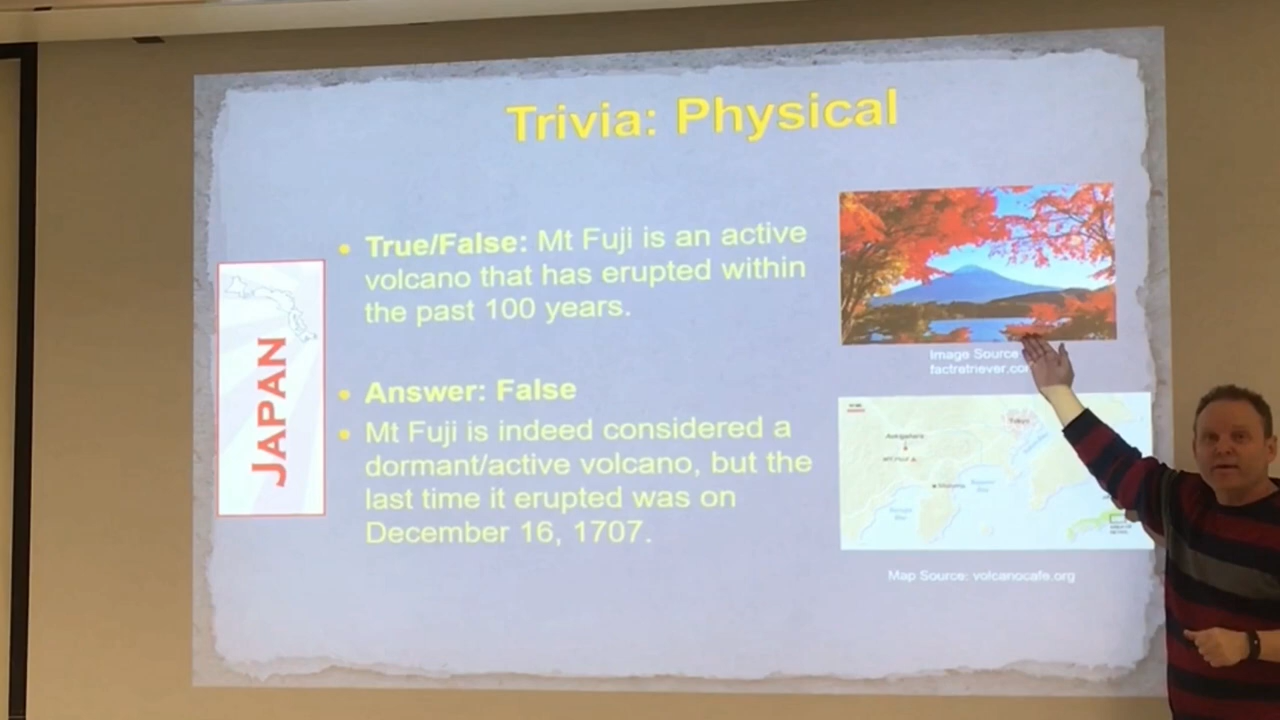 Trivia: Physical
True/False: Mt Fuji is an active
volcano that has erupted within
the past 100 years.
Answer: False
Mt Fuji is indeed considered a
dormant/active volcano, but the
last time it erupted was on
December 16, 1707.
JAPAN
Image Source
factretriever.co
Tokyo
Map Source: volcanocafe.org